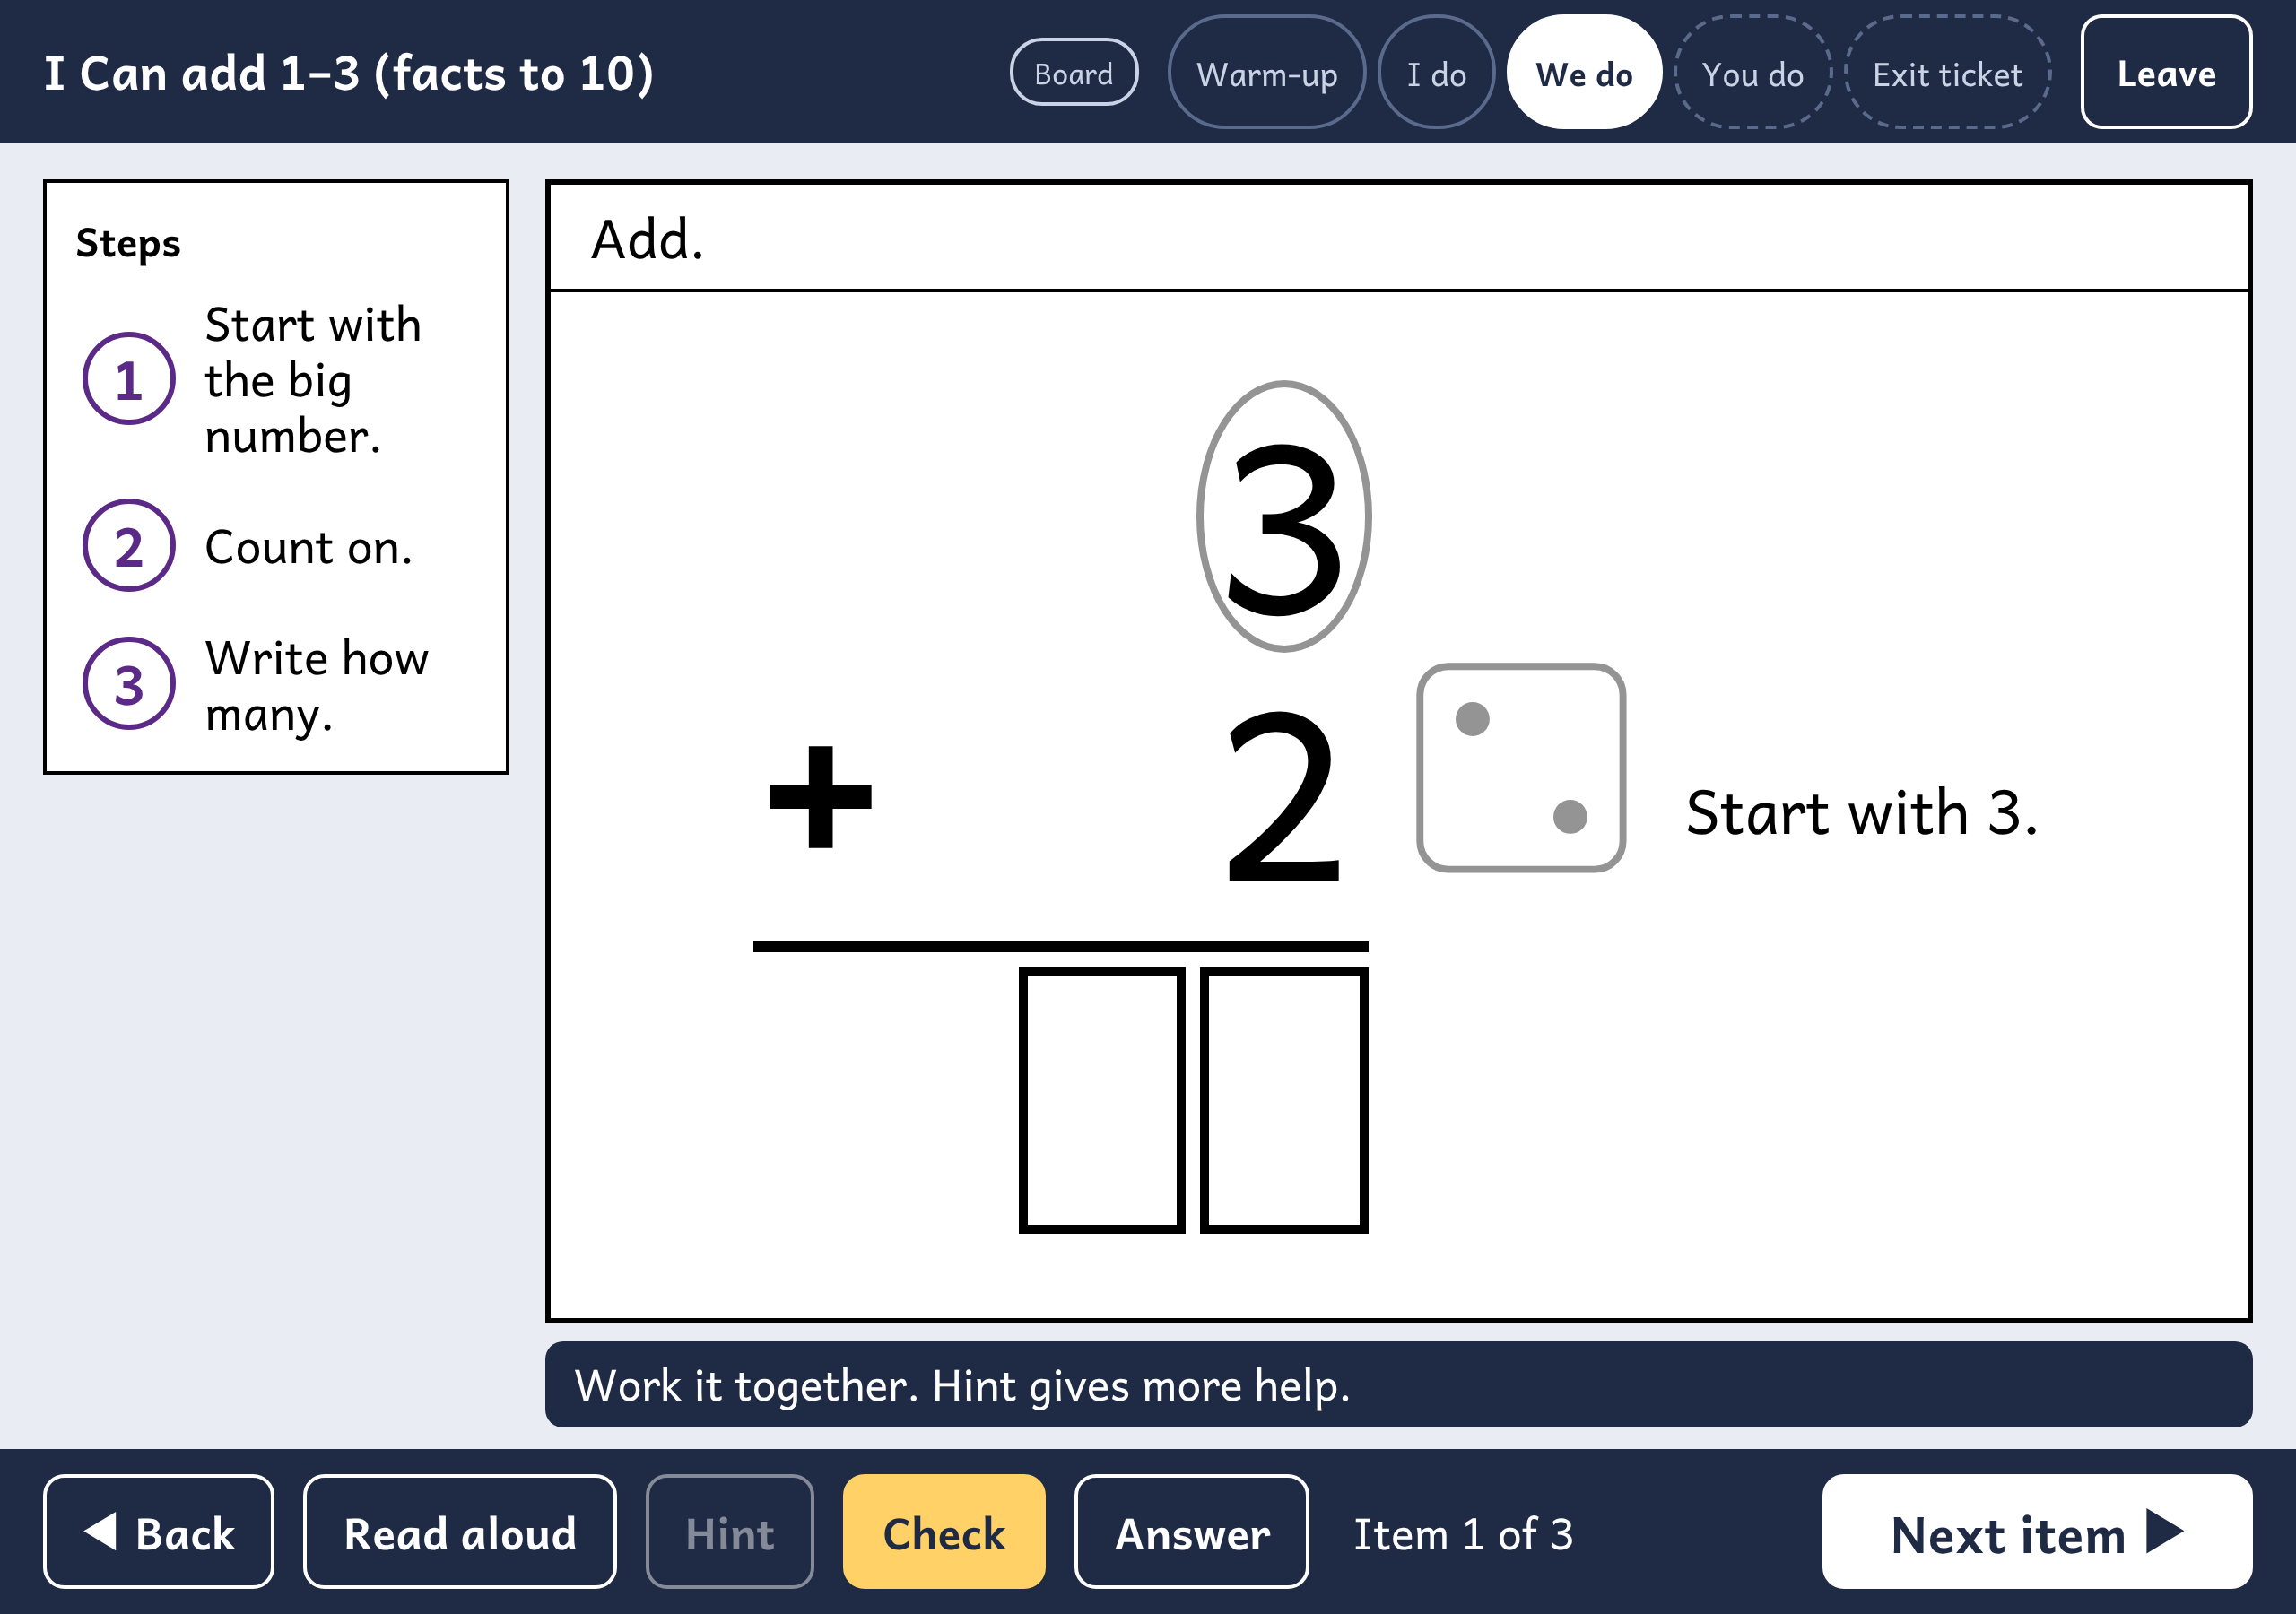 I Can add 1–3 (facts to 10)
Board
Warm-up
I do
We do
You do
Exit ticket
Leave
Steps
1
Start with
the big
number.
2
Count on.
3
Write how
many.
Add.
3
+ 2
Start with 3.
Work it together. Hint gives more help.
Back
Read aloud
Hint
Check
Answer
Item 1 of 3
Next item